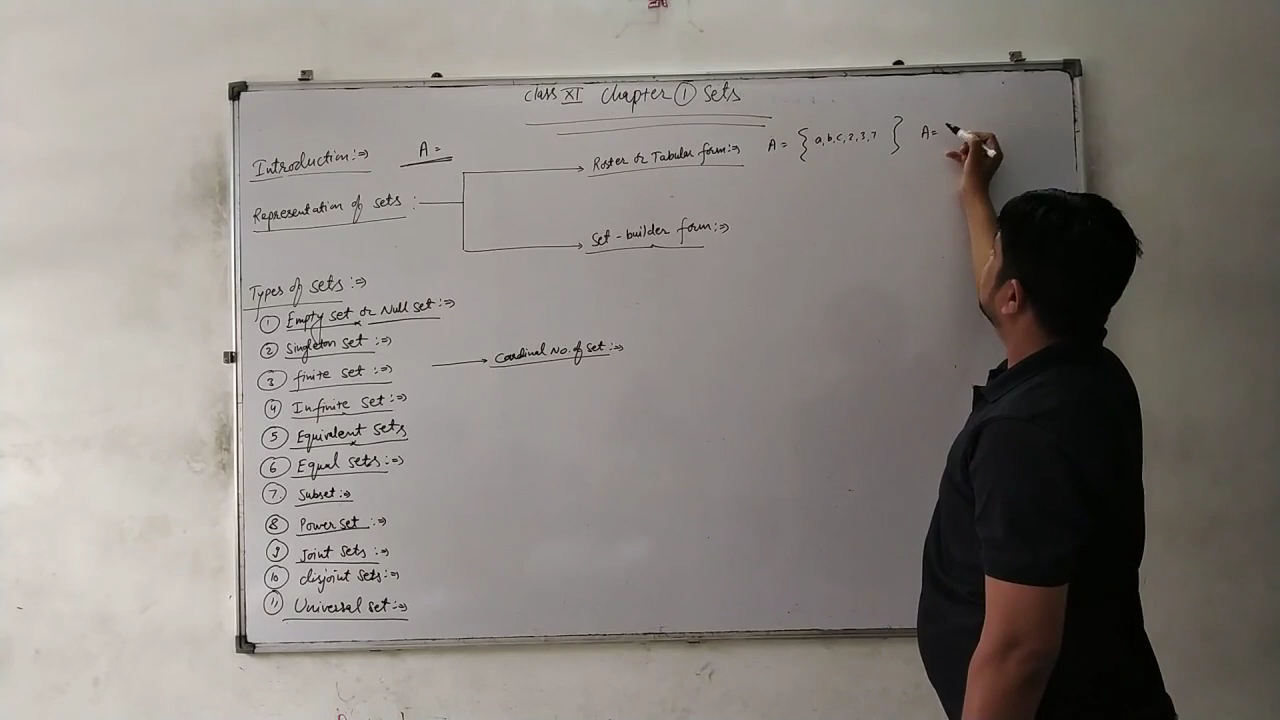 Class XI Chapter ① Sets
Introduction:⇒ A =
Roster or Tabular form:⇒ A = { a, b, c, 2, 3, 7 } A=
Representation of sets :
Set-builder form:⇒
Types of sets :⇒
① Empty set or Null set :⇒
② Singleton set :⇒
Cardinal No. of set :⇒
③ finite set :⇒
④ Infinite set :⇒
⑤ Equivalent sets
⑥ Equal sets :⇒
⑦ Subset :⇒
⑧ Power set :⇒
⑨ Joint sets :⇒
⑩ disjoint sets :⇒
⑪ Universal set :⇒